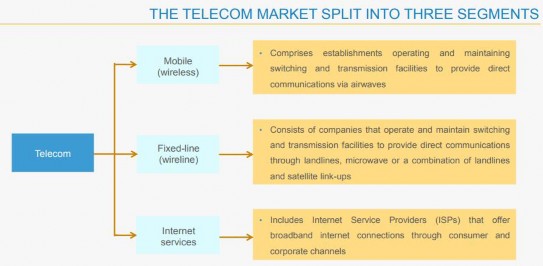 THE TELECOM MARKET SPLIT INTO THREE SEGMENTS
Telecom
Mobile
(wireless)
• Comprises establishments operating and maintaining
switching and transmission facilities to provide direct
communications via airwaves
Fixed-line
(wireline)
• Consists of companies that operate and maintain switching
and transmission facilities to provide direct communications
through landlines, microwave or a combination of landlines
and satellite link-ups
Internet
services
• Includes Internet Service Providers (ISPs) that offer
broadband internet connections through consumer and
corporate channels